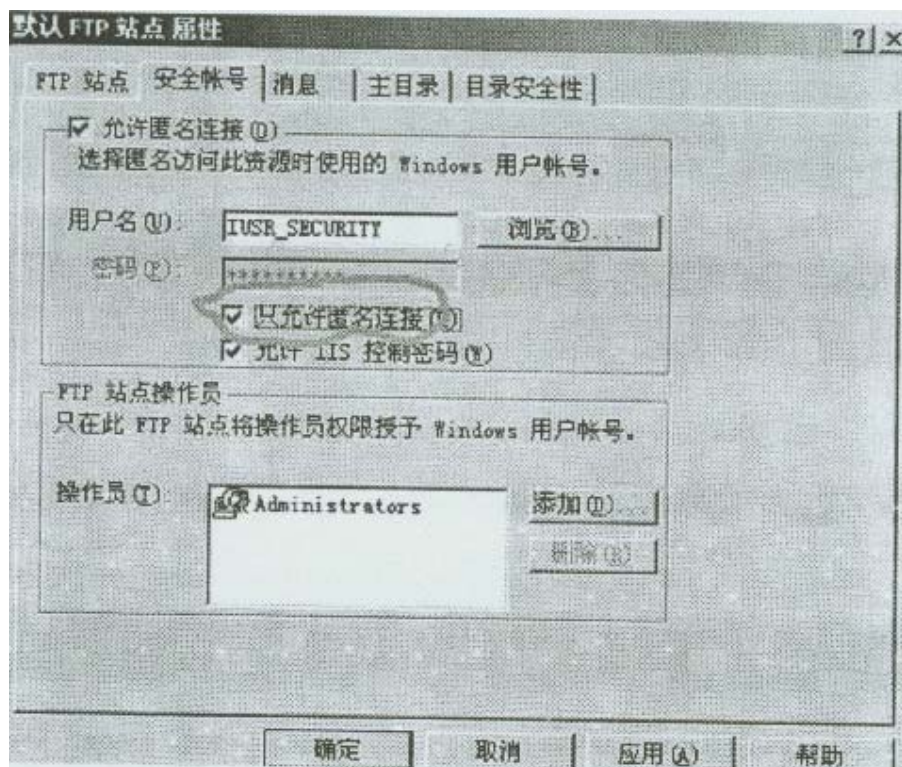 默认 FTP 站点 属性
? ×
FTP 站点 安全帐号 消息 主目录 目录安全性
允许匿名连接(O)
选择匿名访问此资源时使用的 Windows 用户帐号。
用户名(U): IUSR_SECURITY 浏览(B)...
密码(P): **********
只允许匿名连接
允许 IIS 控制密码(W)
FTP 站点操作员
只在此 FTP 站点将操作员权限授予 Windows 用户帐号。
操作员(T): Administrators 添加(D)...
删除(R)
确定 取消 应用(A) 帮助